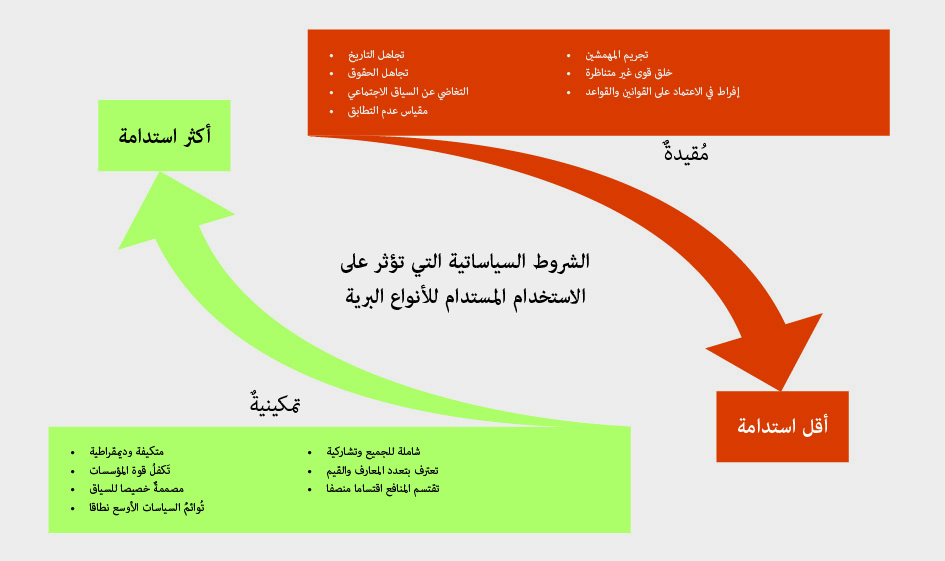 • تجاهل التاريخ
• تجاهل الحقوق
• التغاضي عن السياق الاجتماعي
• مقياس عدم التطابق
• تجريم المهمشين
• خلق قوى غير متناظرة
• إفراط في الاعتماد على القوانين والقواعد
مُقيدةٌ
أكثر استدامة
الشروط السياساتية التي تؤثر على
الاستخدام المستدام للأنواع البرية
أقل استدامة
تمكينيةٌ
• متكيفة وديمقراطية
• تَكفلُ قوة المؤسسات
• مصممةٌ خصيصا للسياق
• تُوائمُ السياسات الأوسع نطاقا
• شاملة للجميع وتشاركية
• تعترف بتعدد المعارف والقيم
• تقتسم المنافع اقتساما منصفا